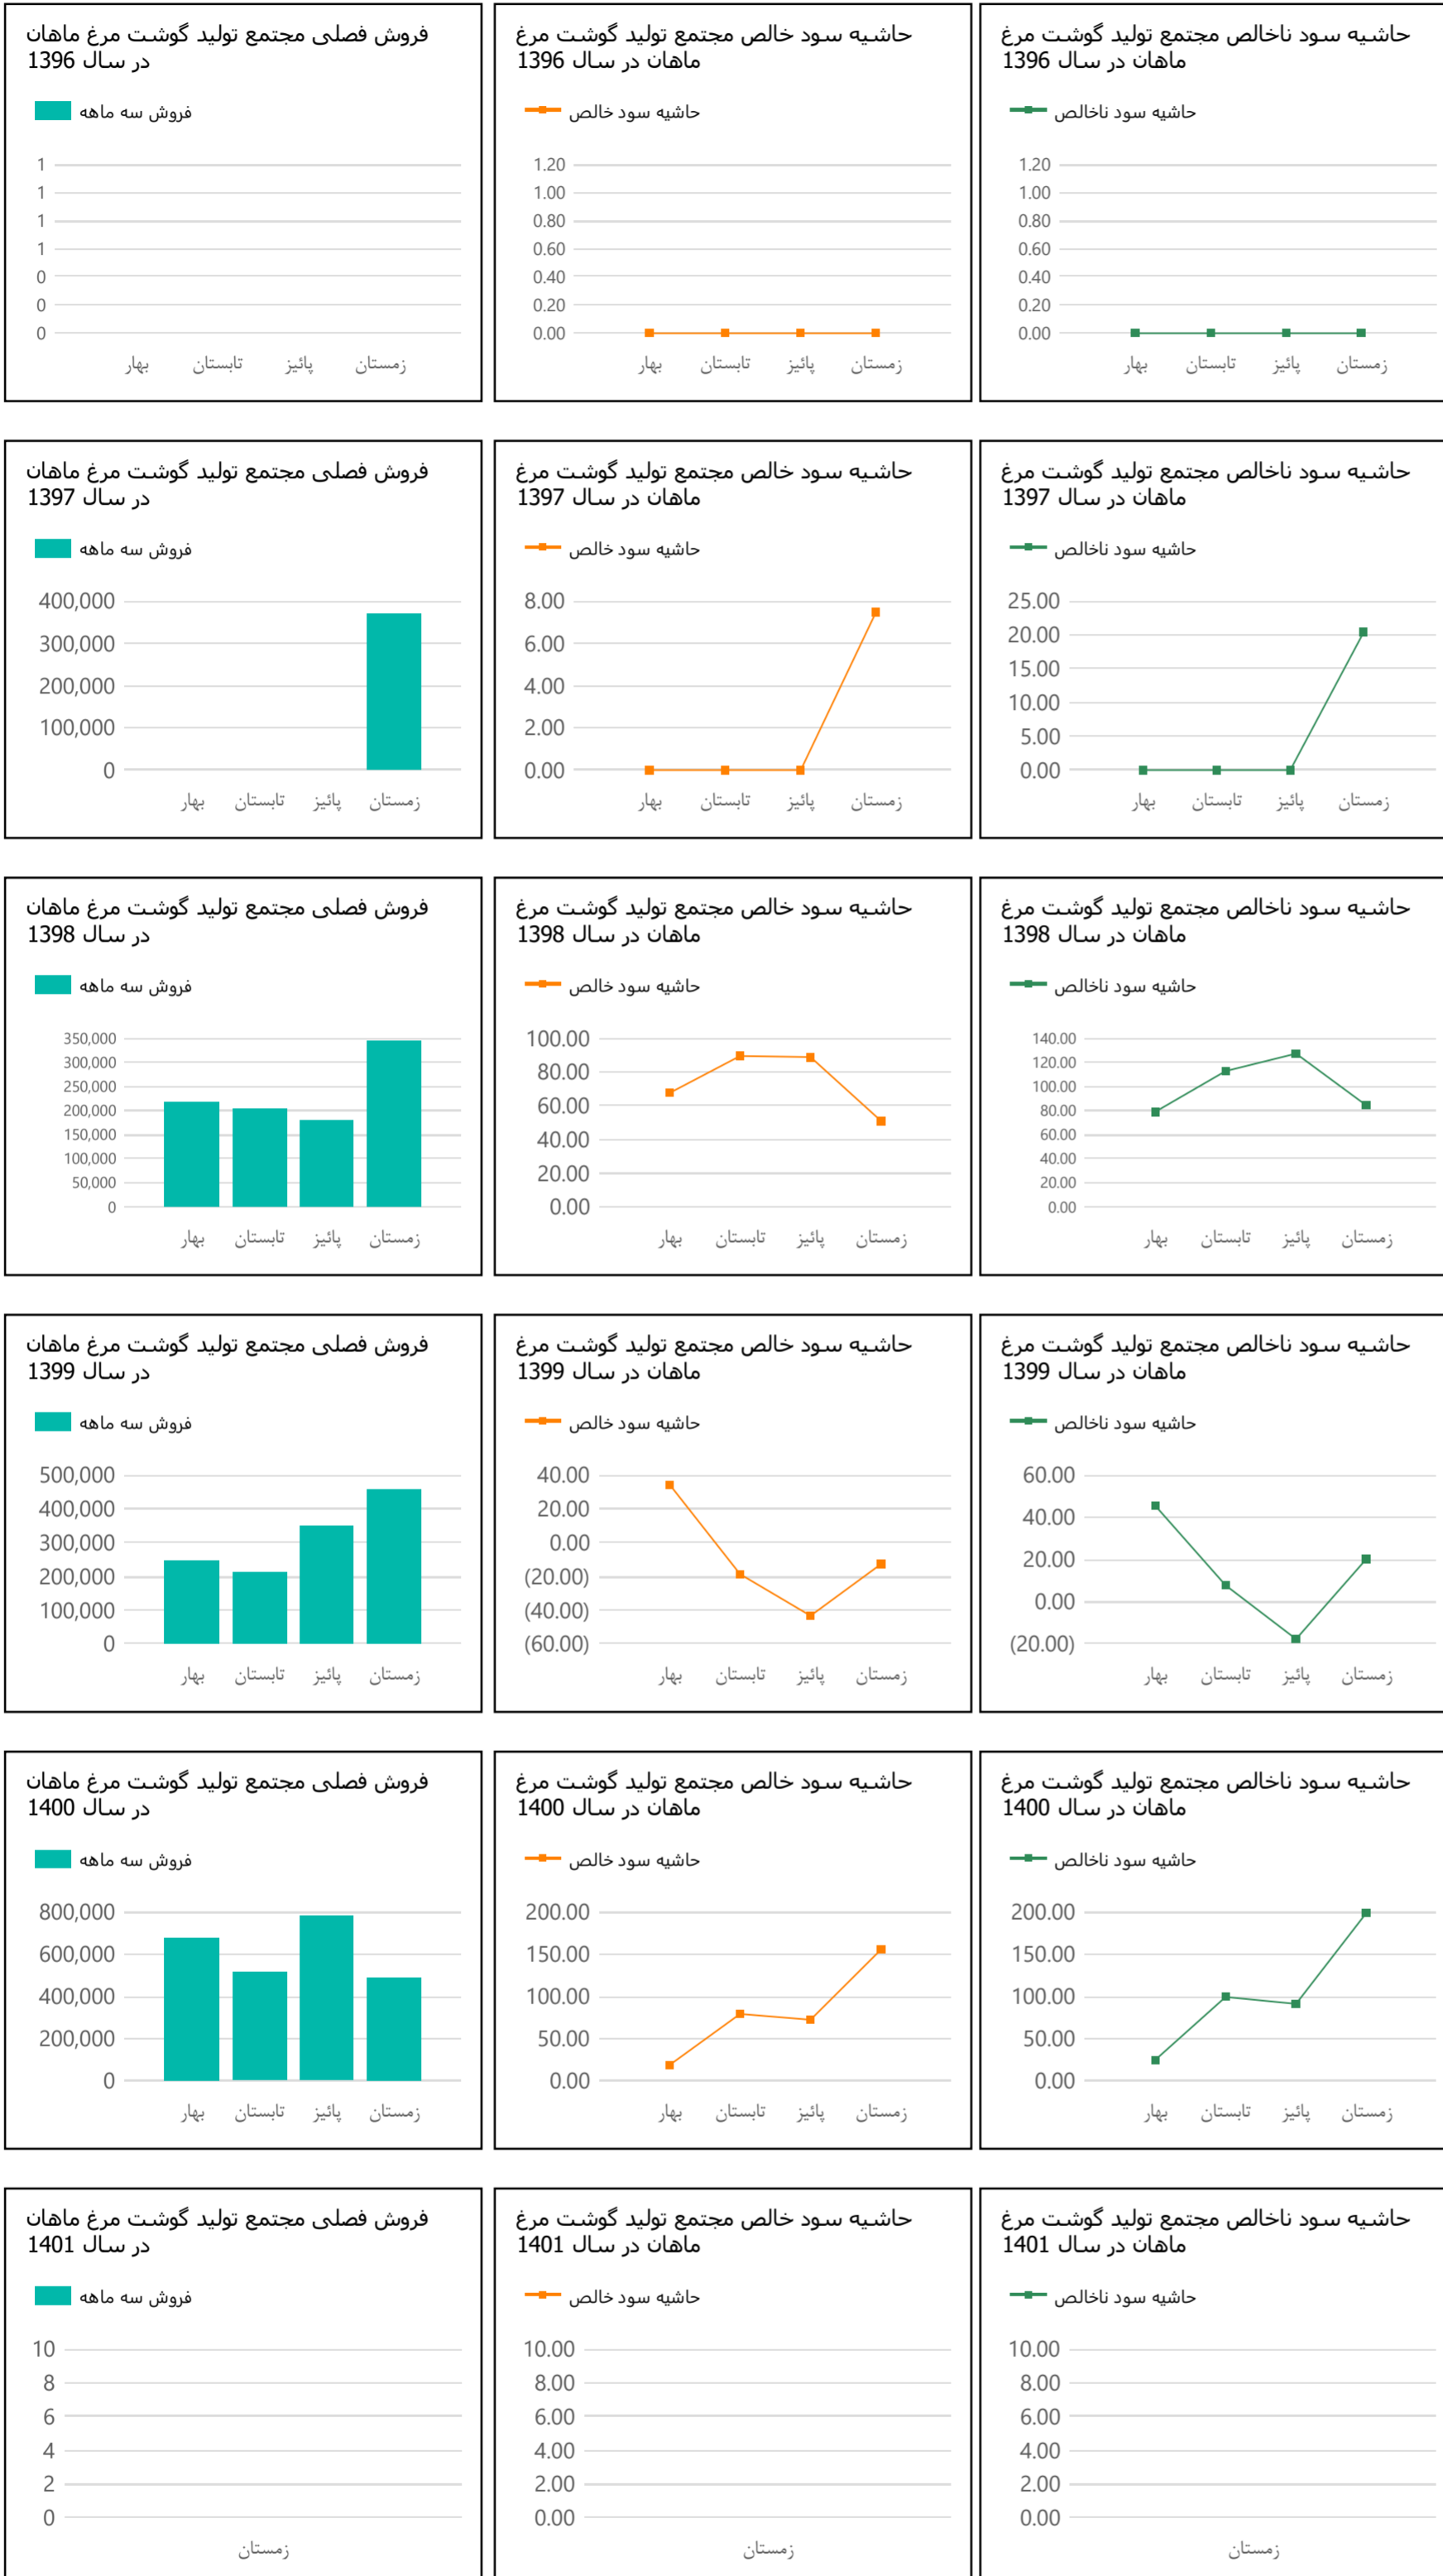 فروش فصلی مجتمع تولید گوشت مرغ ماهان
در سال 1396
فروش سه ماهه
1
1
1
1
0
0
0
بهار تابستان پائیز زمستان
حاشیه سود خالص مجتمع تولید گوشت مرغ
ماهان در سال 1396
حاشیه سود خالص
1.20
1.00
0.80
0.60
0.40
0.20
0.00
بهار تابستان پائیز زمستان
حاشیه سود ناخالص مجتمع تولید گوشت مرغ
ماهان در سال 1396
حاشیه سود ناخالص
1.20
1.00
0.80
0.60
0.40
0.20
0.00
بهار تابستان پائیز زمستان
فروش فصلی مجتمع تولید گوشت مرغ ماهان
در سال 1397
فروش سه ماهه
400,000
300,000
200,000
100,000
0
بهار تابستان پائیز زمستان
حاشیه سود خالص مجتمع تولید گوشت مرغ
ماهان در سال 1397
حاشیه سود خالص
8.00
6.00
4.00
2.00
0.00
بهار تابستان پائیز زمستان
حاشیه سود ناخالص مجتمع تولید گوشت مرغ
ماهان در سال 1397
حاشیه سود ناخالص
25.00
20.00
15.00
10.00
5.00
0.00
بهار تابستان پائیز زمستان
فروش فصلی مجتمع تولید گوشت مرغ ماهان
در سال 1398
فروش سه ماهه
350,000
300,000
250,000
200,000
150,000
100,000
50,000
0
بهار تابستان پائیز زمستان
حاشیه سود خالص مجتمع تولید گوشت مرغ
ماهان در سال 1398
حاشیه سود خالص
100.00
80.00
60.00
40.00
20.00
0.00
بهار تابستان پائیز زمستان
حاشیه سود ناخالص مجتمع تولید گوشت مرغ
ماهان در سال 1398
حاشیه سود ناخالص
140.00
120.00
100.00
80.00
60.00
40.00
20.00
0.00
بهار تابستان پائیز زمستان
فروش فصلی مجتمع تولید گوشت مرغ ماهان
در سال 1399
فروش سه ماهه
500,000
400,000
300,000
200,000
100,000
0
بهار تابستان پائیز زمستان
حاشیه سود خالص مجتمع تولید گوشت مرغ
ماهان در سال 1399
حاشیه سود خالص
40.00
20.00
0.00
(20.00)
(40.00)
(60.00)
بهار تابستان پائیز زمستان
حاشیه سود ناخالص مجتمع تولید گوشت مرغ
ماهان در سال 1399
حاشیه سود ناخالص
60.00
40.00
20.00
0.00
(20.00)
بهار تابستان پائیز زمستان
فروش فصلی مجتمع تولید گوشت مرغ ماهان
در سال 1400
فروش سه ماهه
800,000
600,000
400,000
200,000
0
بهار تابستان پائیز زمستان
حاشیه سود خالص مجتمع تولید گوشت مرغ
ماهان در سال 1400
حاشیه سود خالص
200.00
150.00
100.00
50.00
0.00
بهار تابستان پائیز زمستان
حاشیه سود ناخالص مجتمع تولید گوشت مرغ
ماهان در سال 1400
حاشیه سود ناخالص
200.00
150.00
100.00
50.00
0.00
بهار تابستان پائیز زمستان
فروش فصلی مجتمع تولید گوشت مرغ ماهان
در سال 1401
فروش سه ماهه
10
8
6
4
2
0
زمستان
حاشیه سود خالص مجتمع تولید گوشت مرغ
ماهان در سال 1401
حاشیه سود خالص
10.00
8.00
6.00
4.00
2.00
0.00
زمستان
حاشیه سود ناخالص مجتمع تولید گوشت مرغ
ماهان در سال 1401
حاشیه سود ناخالص
10.00
8.00
6.00
4.00
2.00
0.00
زمستان